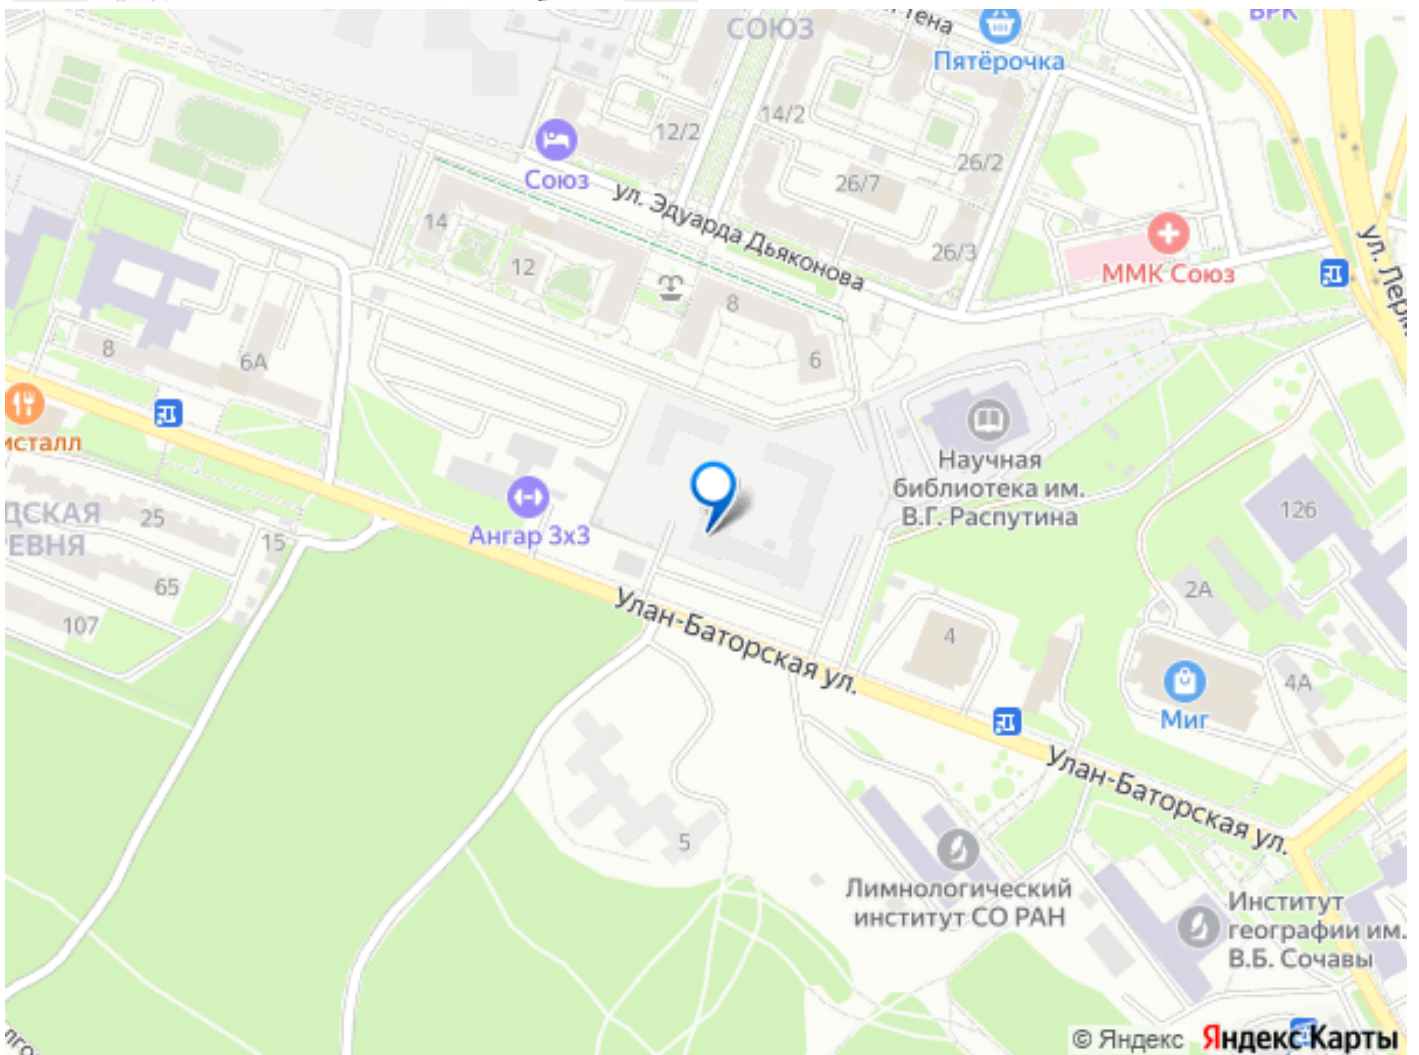 СОЮЗ
Пятёрочка
14/2
12/2
Союз
26/2
26/7
ул. Эдуарда Дьяконова
14
26/3
ММК Союз
12
8
8
6А
6
исталл
Научная
библиотека им.
В.Г. Распутина
25
15
126
Ангар 3х3
65
2А
107
Улан-Баторская ул.
4
4А
Миг
Улан-Баторская ул.
5
Лимнологический
институт СО РАН
Институт
географии им.
В.Б. Сочавы
© Яндекс Яндекс Карты